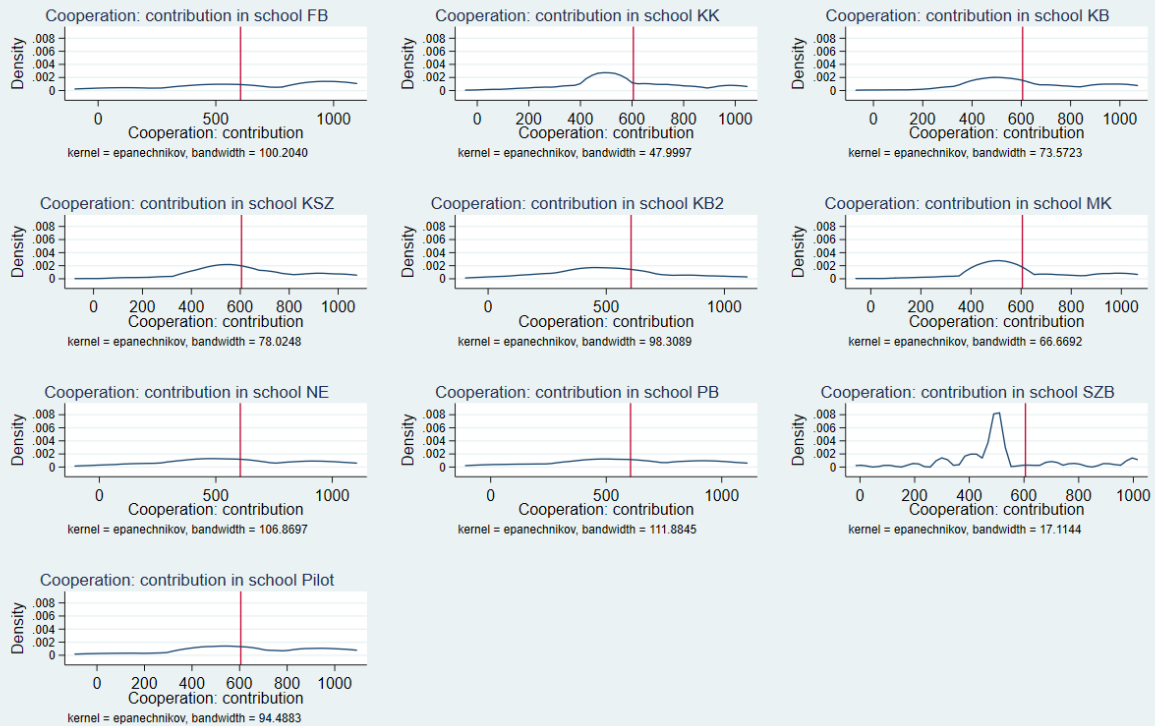 Cooperation: contribution in school FB
Density
.008
.006
.004
.002
0
0 500 1000
Cooperation: contribution
kernel = epanechnikov, bandwidth = 100.2040
Cooperation: contribution in school KK
Density
.008
.006
.004
.002
0
0 200 400 600 800 1000
Cooperation: contribution
kernel = epanechnikov, bandwidth = 47.9997
Cooperation: contribution in school KB
Density
.008
.006
.004
.002
0
0 200 400 600 800 1000
Cooperation: contribution
kernel = epanechnikov, bandwidth = 73.5723
Cooperation: contribution in school KSZ
Density
.008
.006
.004
.002
0
0 200 400 600 800 1000
Cooperation: contribution
kernel = epanechnikov, bandwidth = 78.0248
Cooperation: contribution in school KB2
Density
.008
.006
.004
.002
0
0 500 1000
Cooperation: contribution
kernel = epanechnikov, bandwidth = 98.3089
Cooperation: contribution in school MK
Density
.008
.006
.004
.002
0
0 200 400 600 800 1000
Cooperation: contribution
kernel = epanechnikov, bandwidth = 66.6692
Cooperation: contribution in school NE
Density
.008
.006
.004
.002
0
0 500 1000
Cooperation: contribution
kernel = epanechnikov, bandwidth = 106.8697
Cooperation: contribution in school PB
Density
.008
.006
.004
.002
0
0 500 1000
Cooperation: contribution
kernel = epanechnikov, bandwidth = 111.8845
Cooperation: contribution in school SZB
Density
.008
.006
.004
.002
0
0 200 400 600 800 1000
Cooperation: contribution
kernel = epanechnikov, bandwidth = 17.1144
Cooperation: contribution in school Pilot
Density
.008
.006
.004
.002
0
0 200 400 600 800 1000
Cooperation: contribution
kernel = epanechnikov, bandwidth = 94.4883